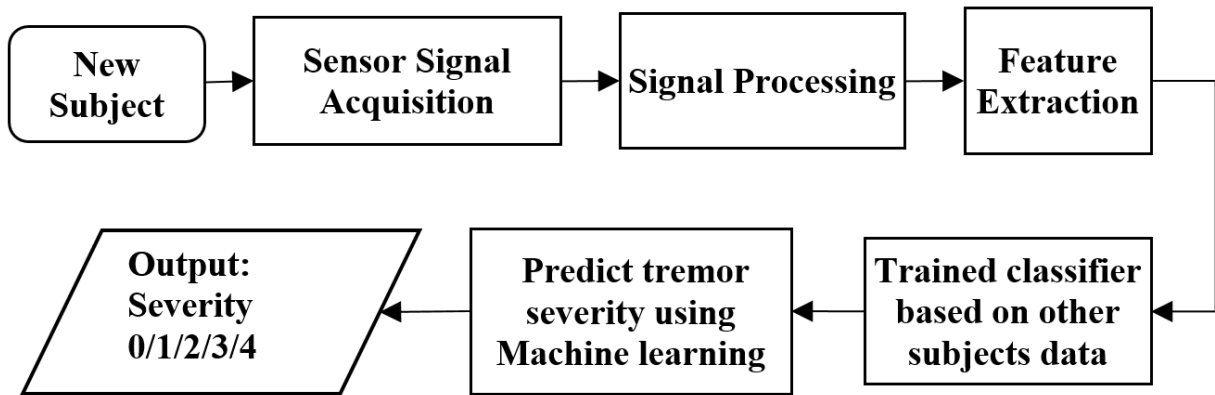 New
Subject
Sensor Signal
Acquisition
Signal Processing
Feature
Extraction
Trained classifier
based on other
subjects data
Predict tremor
severity using
Machine learning
Output:
Severity
0/1/2/3/4